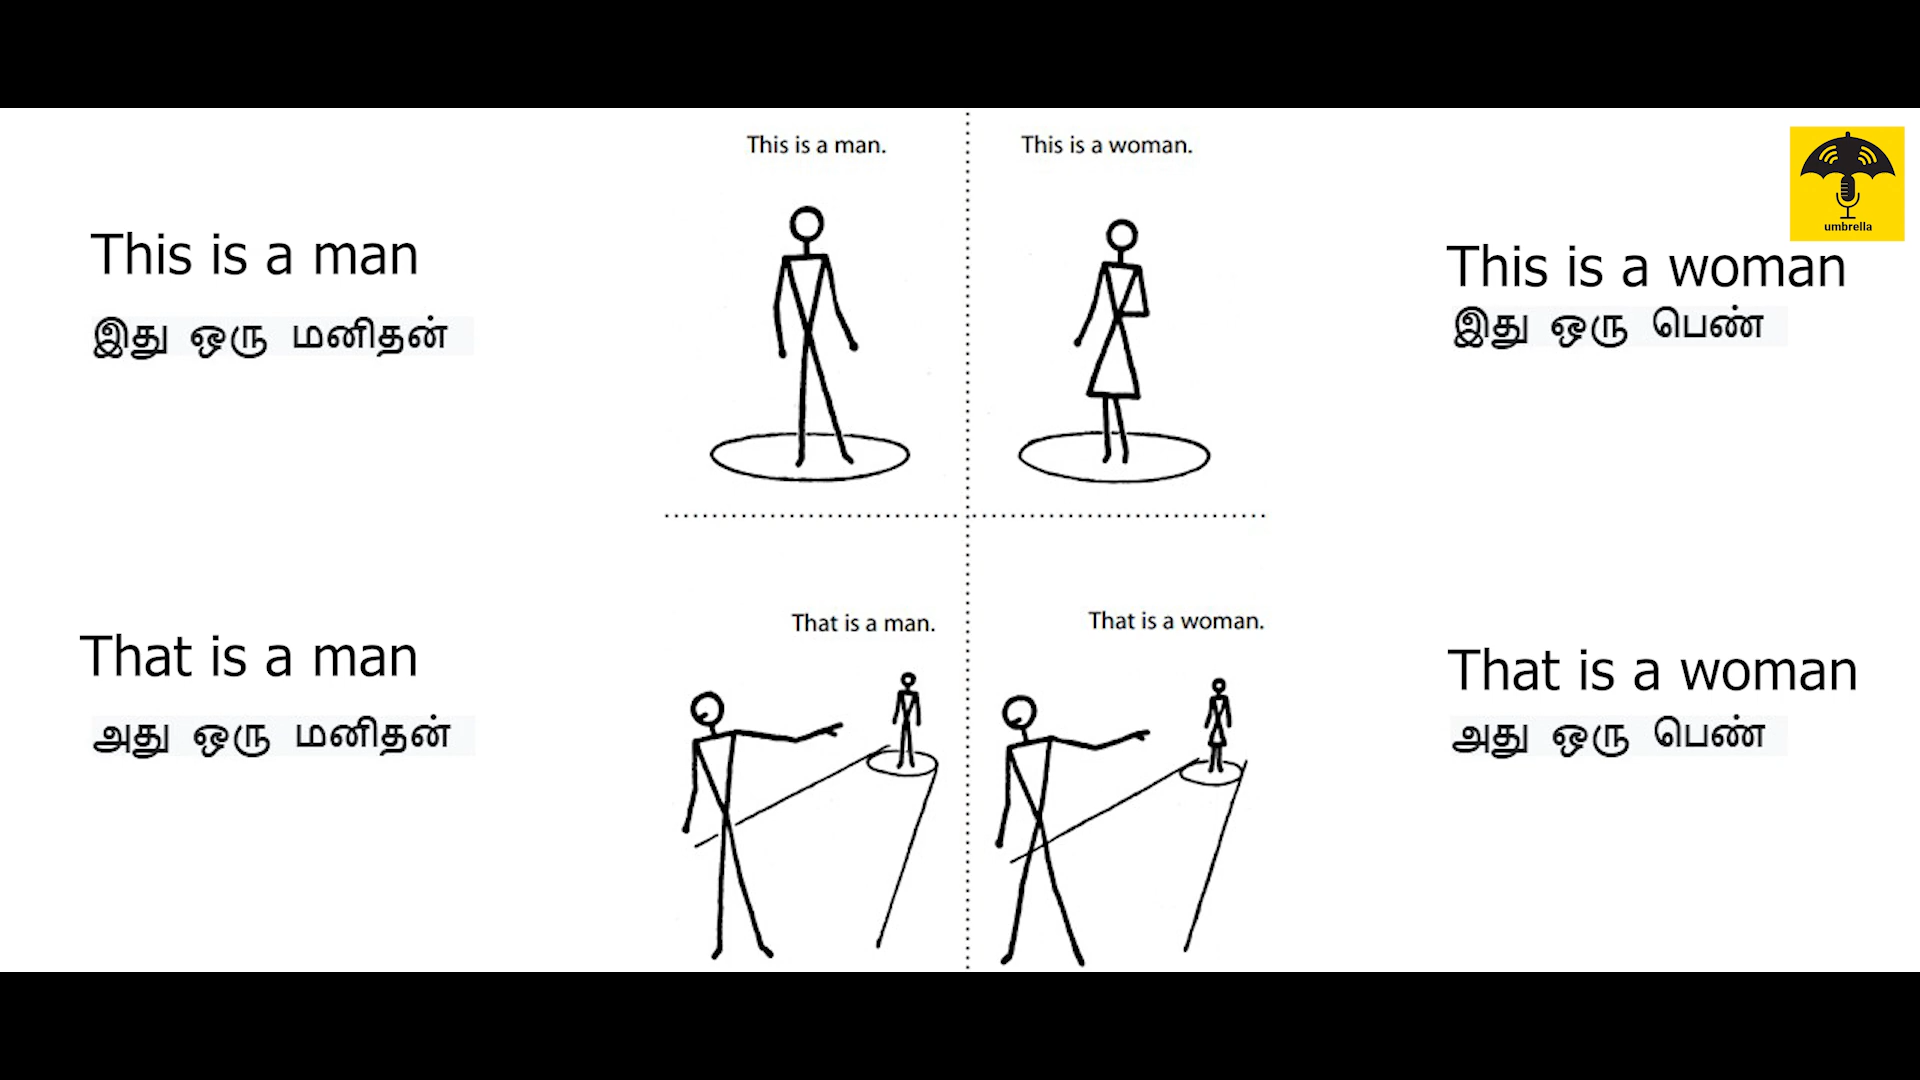 This is a man.
This is a woman.
umbrella
This is a man
இது ஒரு மனிதன்
This is a woman
இது ஒரு பெண்
That is a man.
That is a woman.
That is a man
அது ஒரு மனிதன்
That is a woman
அது ஒரு பெண்